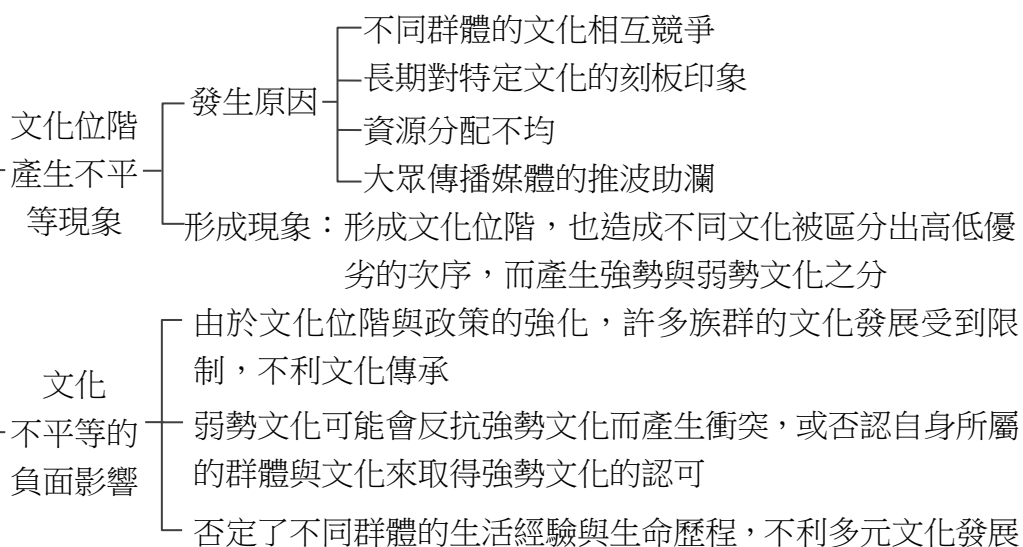 文化位階
產生不平
等現象
發生原因
不同群體的文化相互競爭
長期對特定文化的刻板印象
資源分配不均
大眾傳播媒體的推波助瀾
形成現象：形成文化位階，也造成不同文化被區分出高低優
劣的次序，而產生強勢與弱勢文化之分
文化
不平等的
負面影響
由於文化位階與政策的強化，許多族群的文化發展受到限
制，不利文化傳承
弱勢文化可能會反抗強勢文化而產生衝突，或否認自身所屬
的群體與文化來取得強勢文化的認可
否定了不同群體的生活經驗與生命歷程，不利多元文化發展